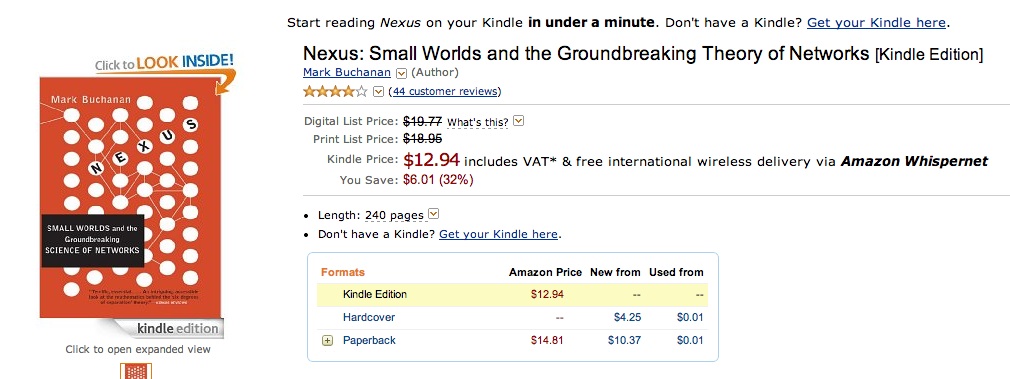 Start reading Nexus on your Kindle in under a minute. Don't have a Kindle? Get your Kindle here.
Click to LOOK INSIDE!
Mark Buchanan
NEXUS
SMALL WORLDS and the
Groundbreaking
SCIENCE OF NETWORKS
kindle edition
Click to open expanded view
Nexus: Small Worlds and the Groundbreaking Theory of Networks [Kindle Edition]
Mark Buchanan (Author)
(44 customer reviews)
Digital List Price: $19.77 What's this?
Print List Price: $18.95
Kindle Price: $12.94 includes VAT* & free international wireless delivery via Amazon Whispernet
You Save: $6.01 (32%)
• Length: 240 pages
• Don't have a Kindle? Get your Kindle here.
Formats Amazon Price New from Used from
Kindle Edition $12.94 -- --
Hardcover -- $4.25 $0.01
Paperback $14.81 $10.37 $0.01